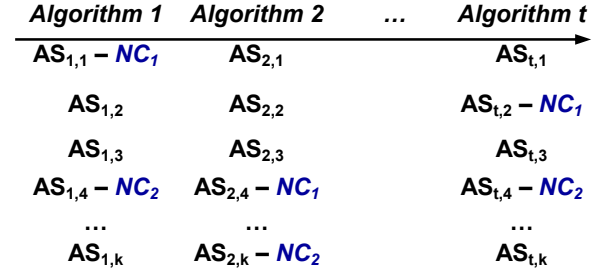 Algorithm 1 Algorithm 2 … Algorithm t
AS1,1 – NC1 AS2,1 ASt,1
AS1,2 AS2,2 ASt,2 – NC1
AS1,3 AS2,3 ASt,3
AS1,4 – NC2 AS2,4 – NC1 ASt,4 – NC2
… … …
AS1,k AS2,k – NC2 ASt,k